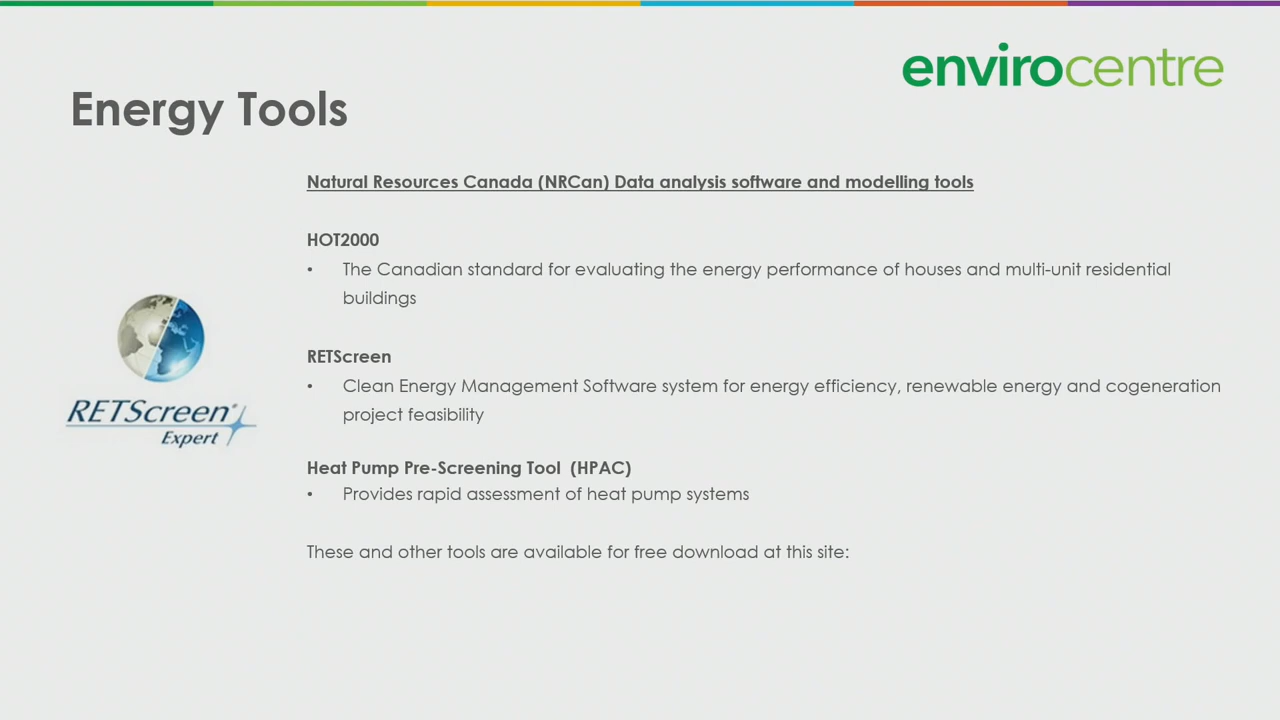 envirocentre
Energy Tools
Natural Resources Canada (NRCan) Data analysis software and modelling tools
HOT2000
• The Canadian standard for evaluating the energy performance of houses and multi-unit residential
buildings
RETScreen
• Clean Energy Management Software system for energy efficiency, renewable energy and cogeneration
project feasibility
Heat Pump Pre-Screening Tool (HPAC)
• Provides rapid assessment of heat pump systems
These and other tools are available for free download at this site:
RETScreen®
Expert